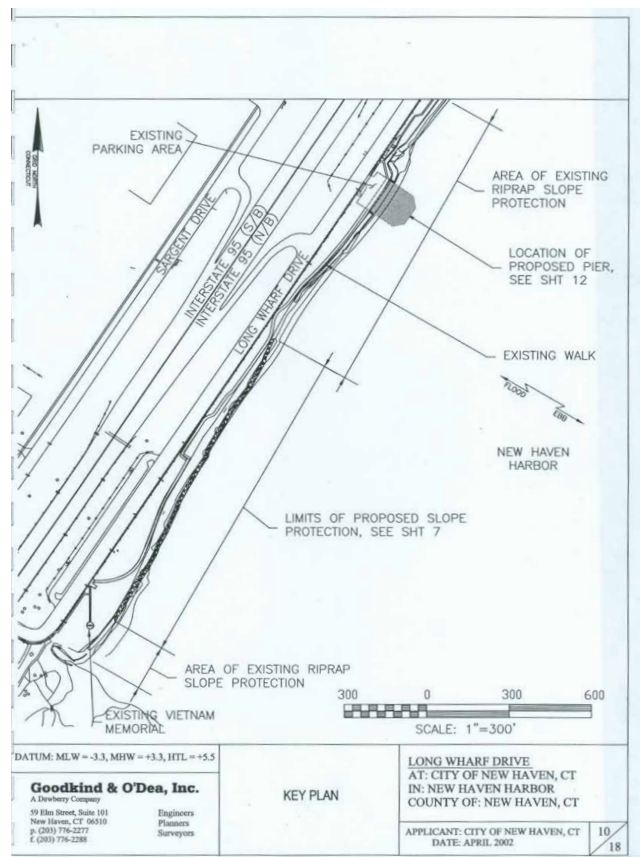 EXISTING
PARKING AREA
GRID NORTH
CONNECTICUT
SARGENT DRIVE
INTERSTATE 95 (S/B)
INTERSTATE 95 (N/B)
LONG WHARF DRIVE
AREA OF EXISTING
RIPRAP SLOPE
PROTECTION
LOCATION OF
PROPOSED PIER,
SEE SHT 12
EXISTING WALK
FLOOD
EBB
NEW HAVEN
HARBOR
LIMITS OF PROPOSED SLOPE
PROTECTION, SEE SHT 7
AREA OF EXISTING RIPRAP
SLOPE PROTECTION
EXISTING VIETNAM
MEMORIAL
300 0 300 600
SCALE: 1"=300'
DATUM: MLW = -3.3, MHW = +3.3, HTL = +5.5
Goodkind & O'Dea, Inc.
A Dewberry Company
59 Elm Street, Suite 101
New Haven, CT 06510
p. (203) 776-2277
f. (203) 776-2288
Engineers
Planners
Surveyors
KEY PLAN
LONG WHARF DRIVE
AT: CITY OF NEW HAVEN, CT
IN: NEW HAVEN HARBOR
COUNTY OF: NEW HAVEN, CT
APPLICANT: CITY OF NEW HAVEN, CT
DATE: APRIL 2002
10/18